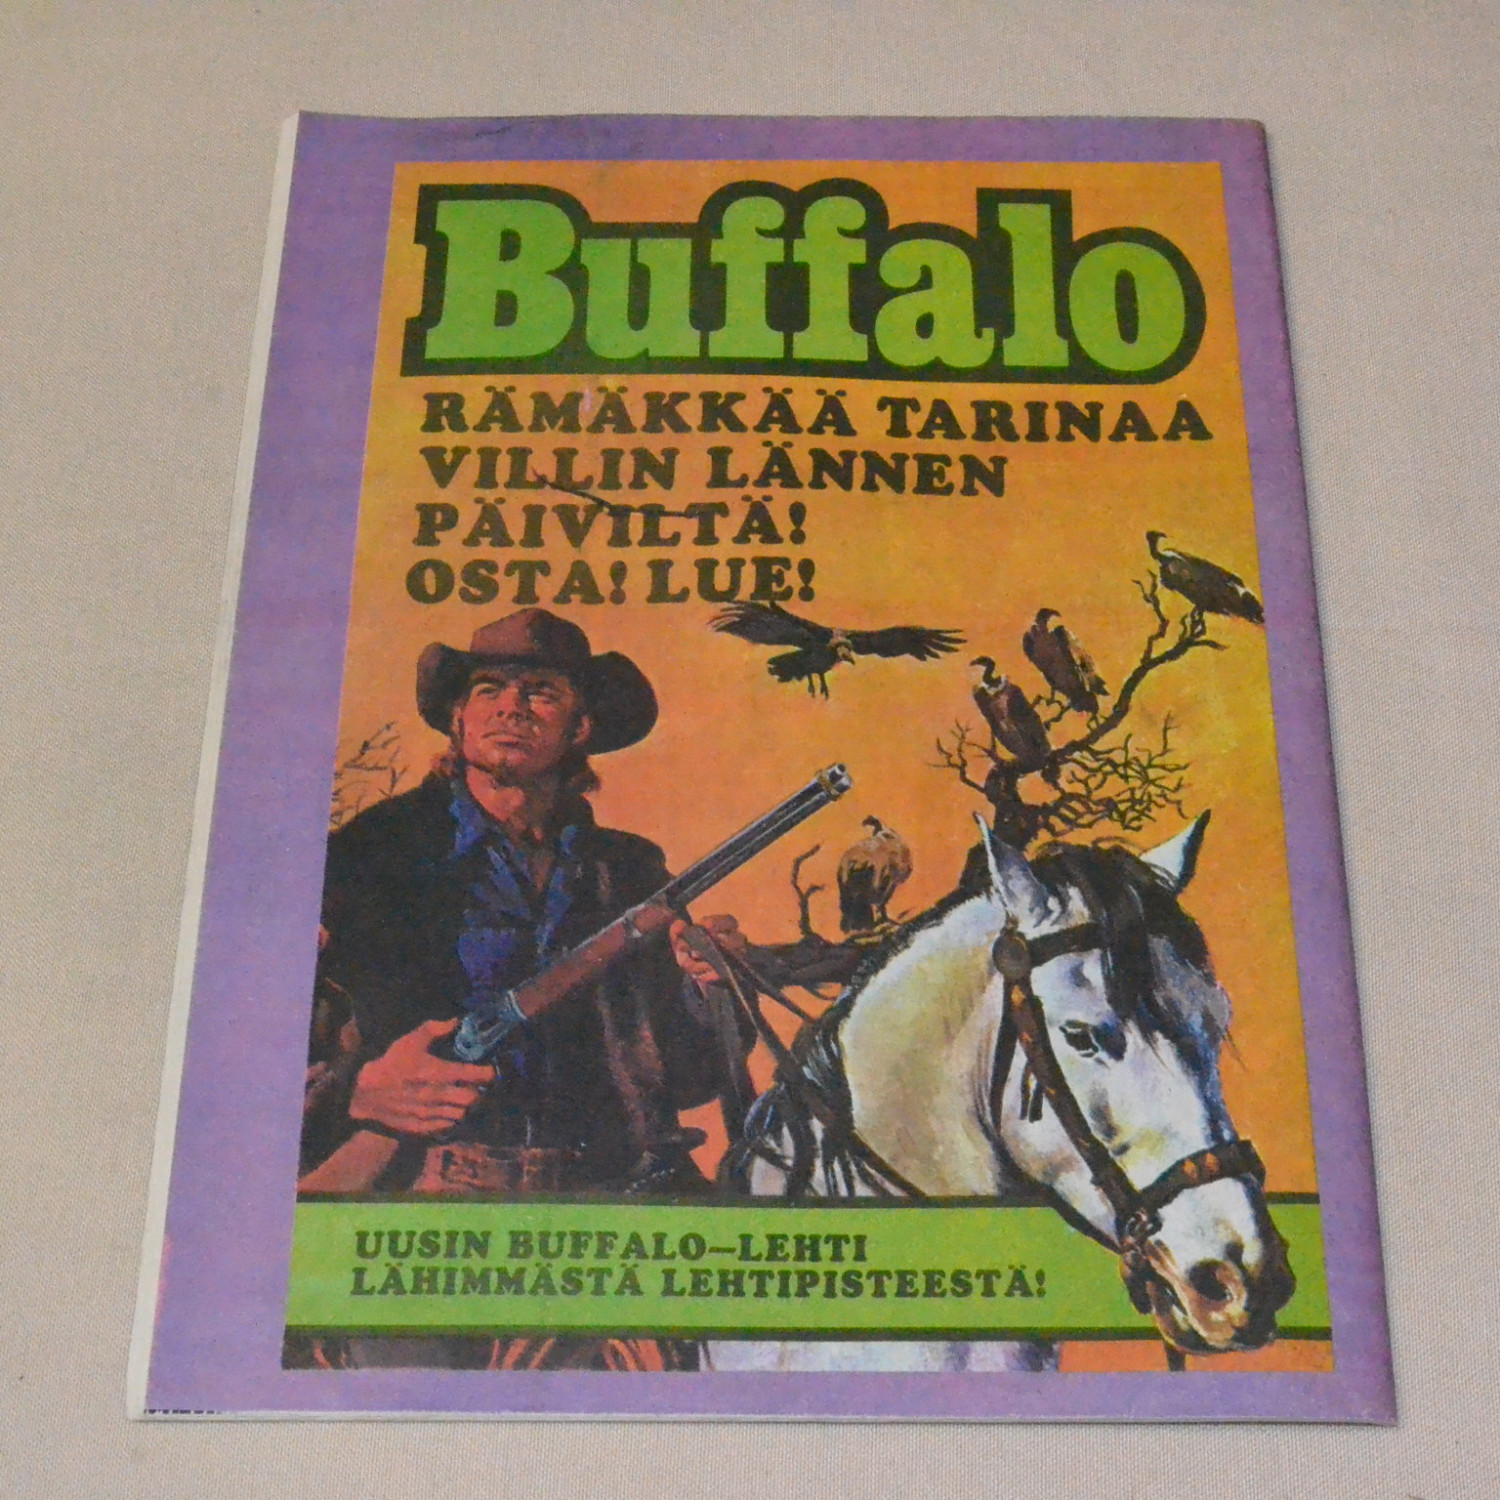 Buffalo
RÄMÄKKÄÄ TARINAA
VILLIN LÄNNEN
PÄIVILTÄ!
OSTA! LUE!
UUSIN BUFFALO–LEHTI
LÄHIMMÄSTÄ LEHTIPISTEESTÄ!